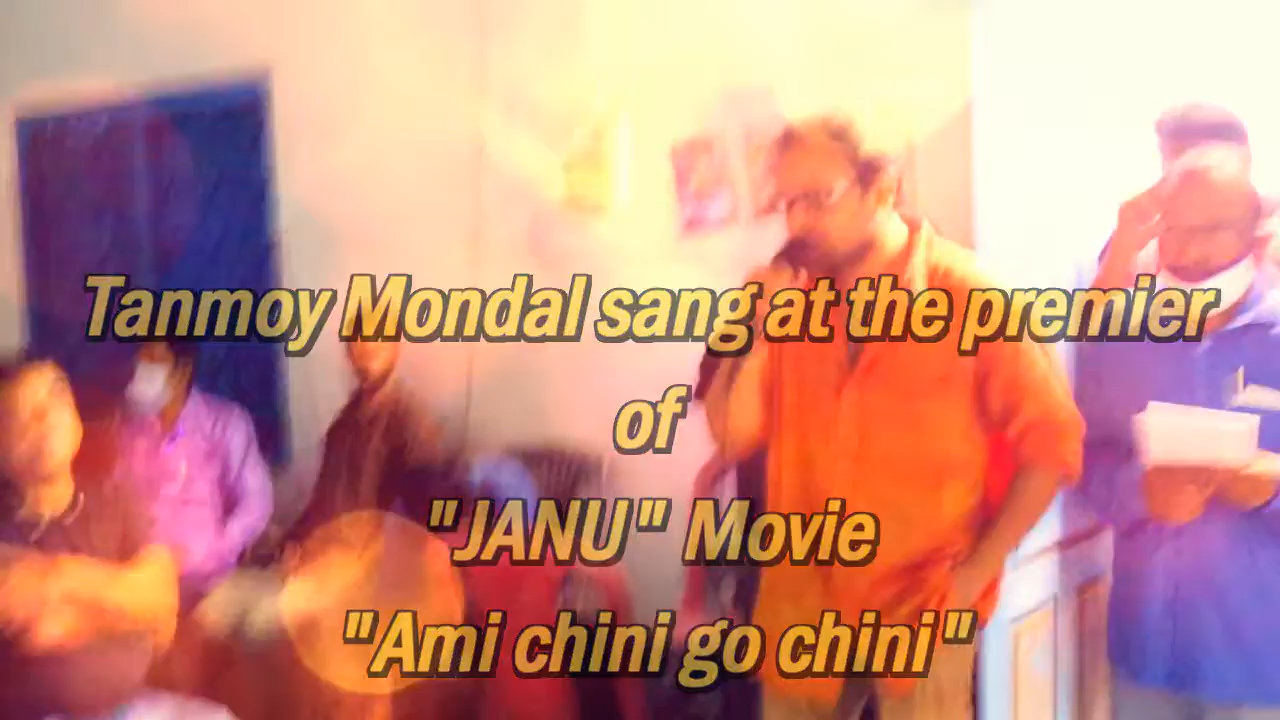 Tanmoy Mondal sang at the premier
of
"JANU" Movie
"Ami chini go chini"